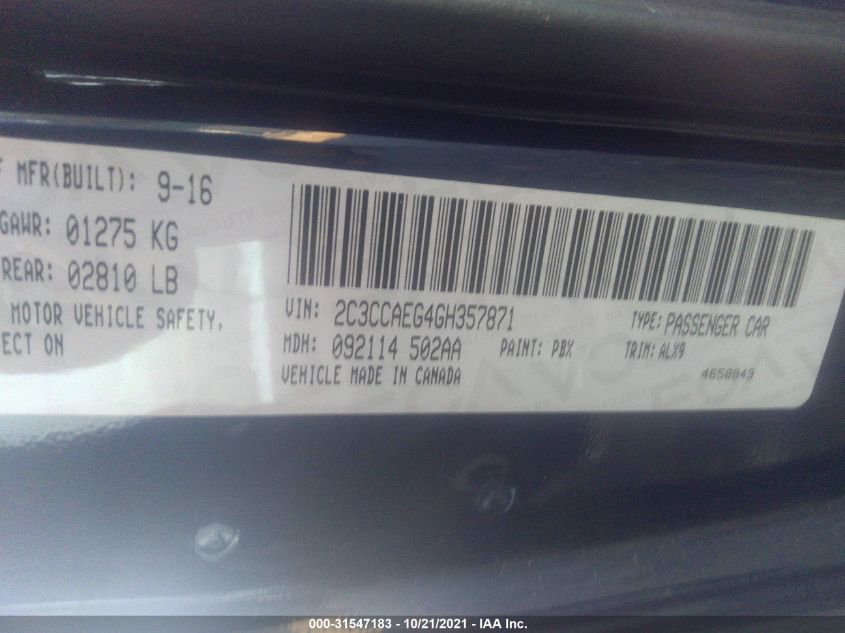 F MFR(BUILT): 9-16
GAWR: 01275 KG
REAR: 02810 LB
MOTOR VEHICLE SAFETY,
ECT ON
VIN: 2C3CCAEG4GH357871
TYPE: PASSENGER CAR
MDH: 092114 502AA
PAINT: PBX
TRIM: ALX9
VEHICLE MADE IN CANADA
4658843
000-31547183 - 10/21/2021 - IAA Inc.